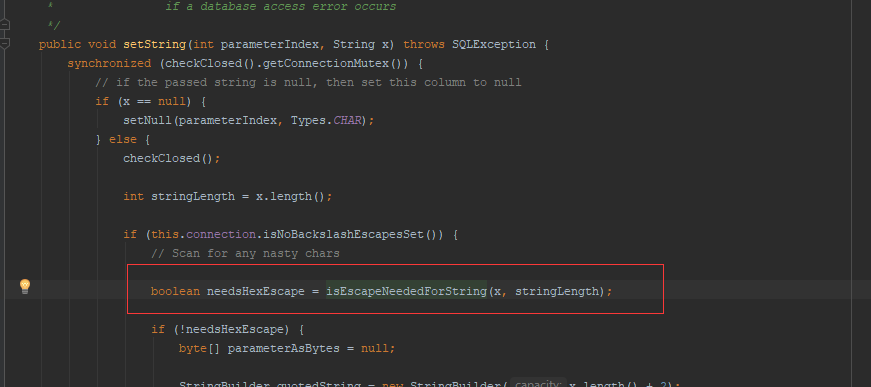 * if a database access error occurs
*/
public void setString(int parameterIndex, String x) throws SQLException {
synchronized (checkClosed().getConnectionMutex()) {
// if the passed string is null, then set this column to null
if (x == null) {
setNull(parameterIndex, Types.CHAR);
} else {
checkClosed();
int stringLength = x.length();
if (this.connection.isNoBackslashEscapesSet()) {
// Scan for any nasty chars
boolean needsHexEscape = isEscapeNeededForString(x, stringLength);
if (!needsHexEscape) {
byte[] parameterAsBytes = null;
StringBuilder quotedString = new StringBuilder( capacity: x.length() + 2);